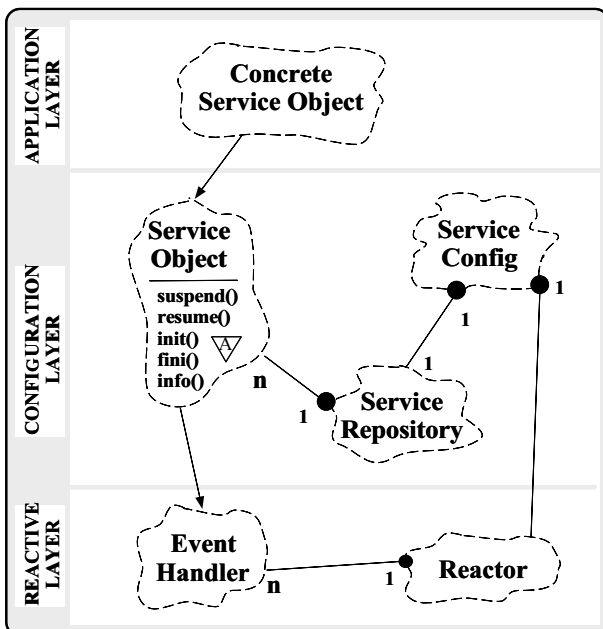 APPLICATION
LAYER
Concrete
Service Object
CONFIGURATION
LAYER
Service
Object
suspend()
resume()
init()
fini()
info()
A
n
1
Service
Config
1
1
1
Service
Repository
REACTIVE
LAYER
Event
Handler
n
1
Reactor